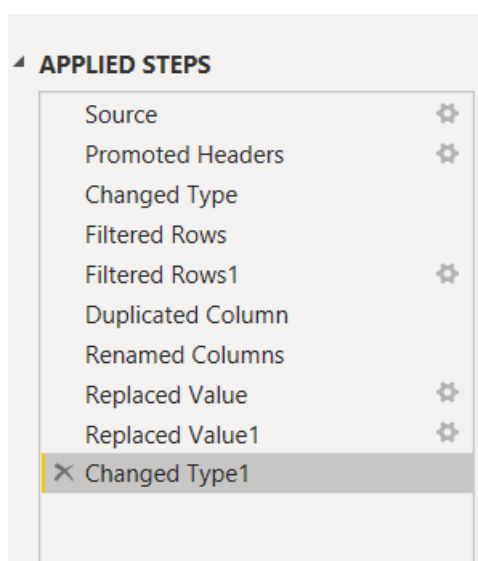 APPLIED STEPS
Source
Promoted Headers
Changed Type
Filtered Rows
Filtered Rows1
Duplicated Column
Renamed Columns
Replaced Value
Replaced Value1
Changed Type1